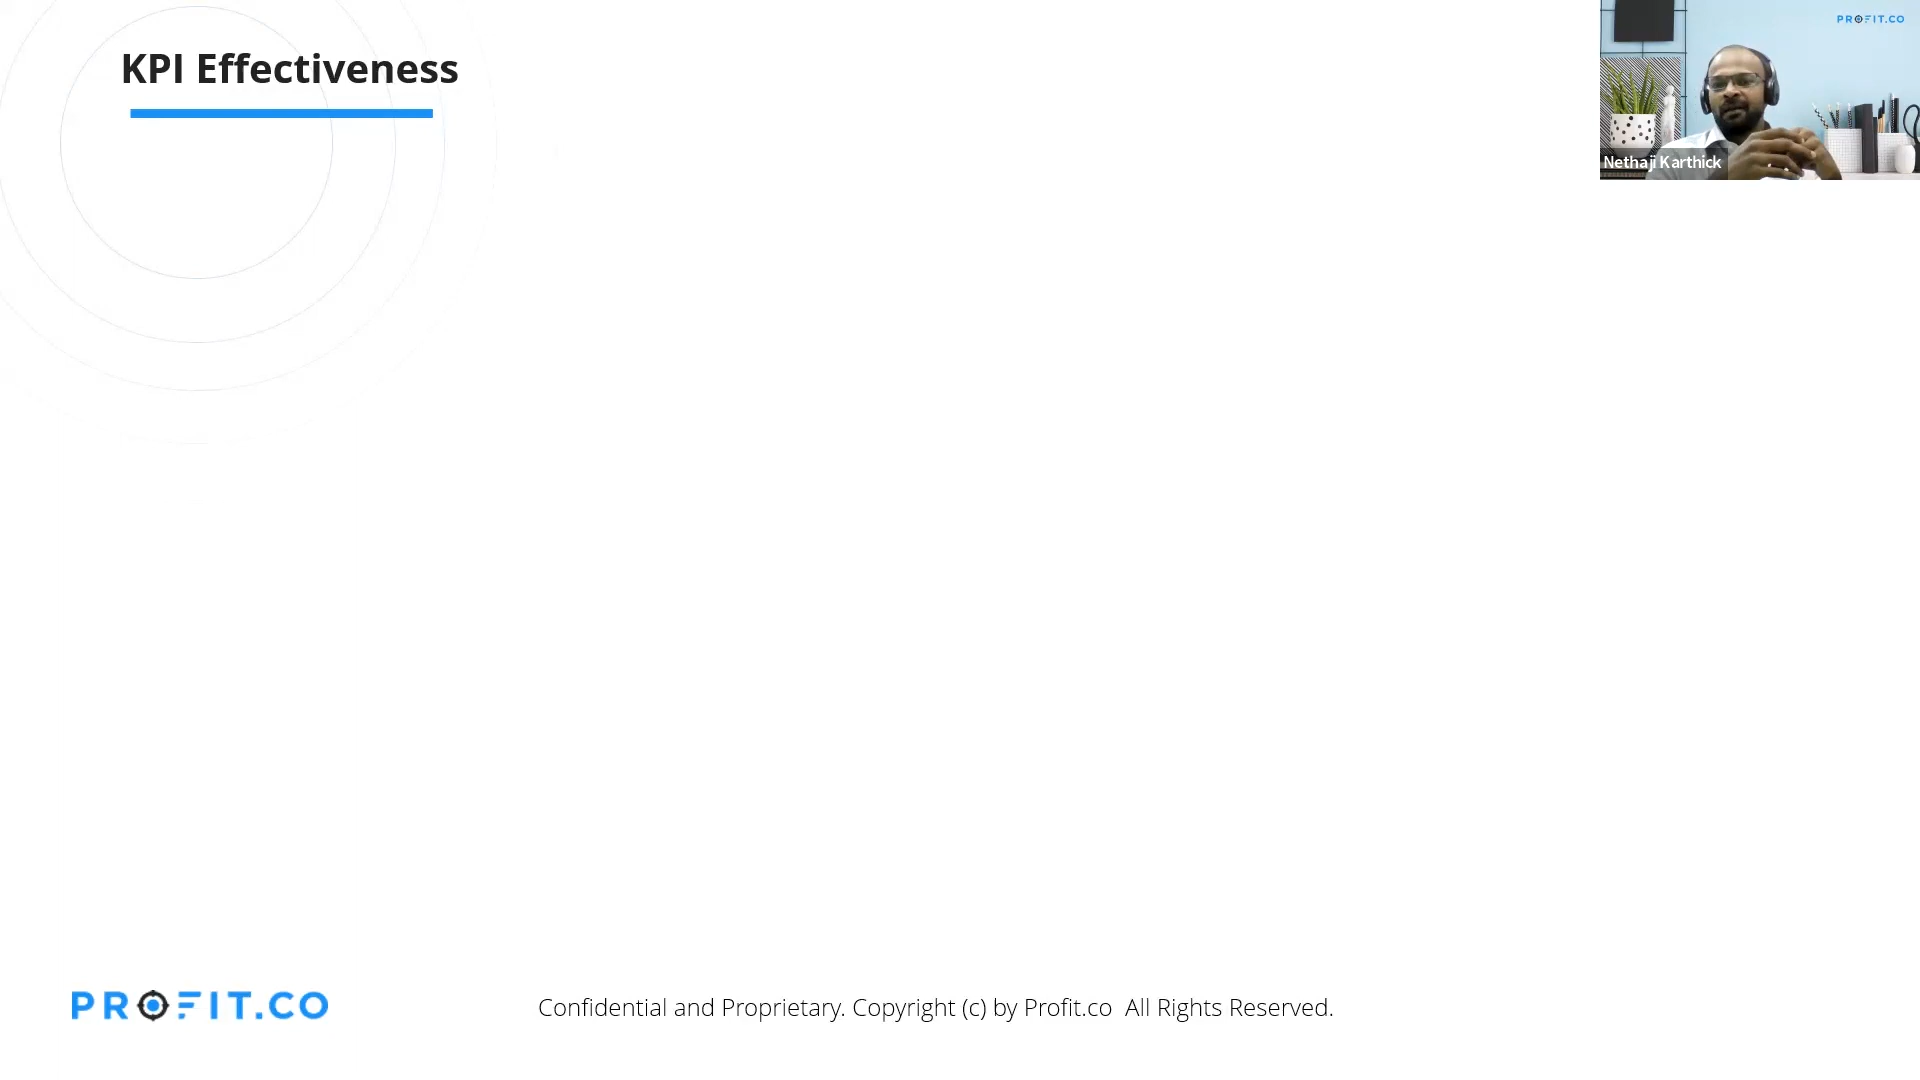 KPI Effectiveness
PROFIT.CO
Nethaji Karthick
PROFIT.CO
Confidential and Proprietary. Copyright (c) by Profit.co All Rights Reserved.